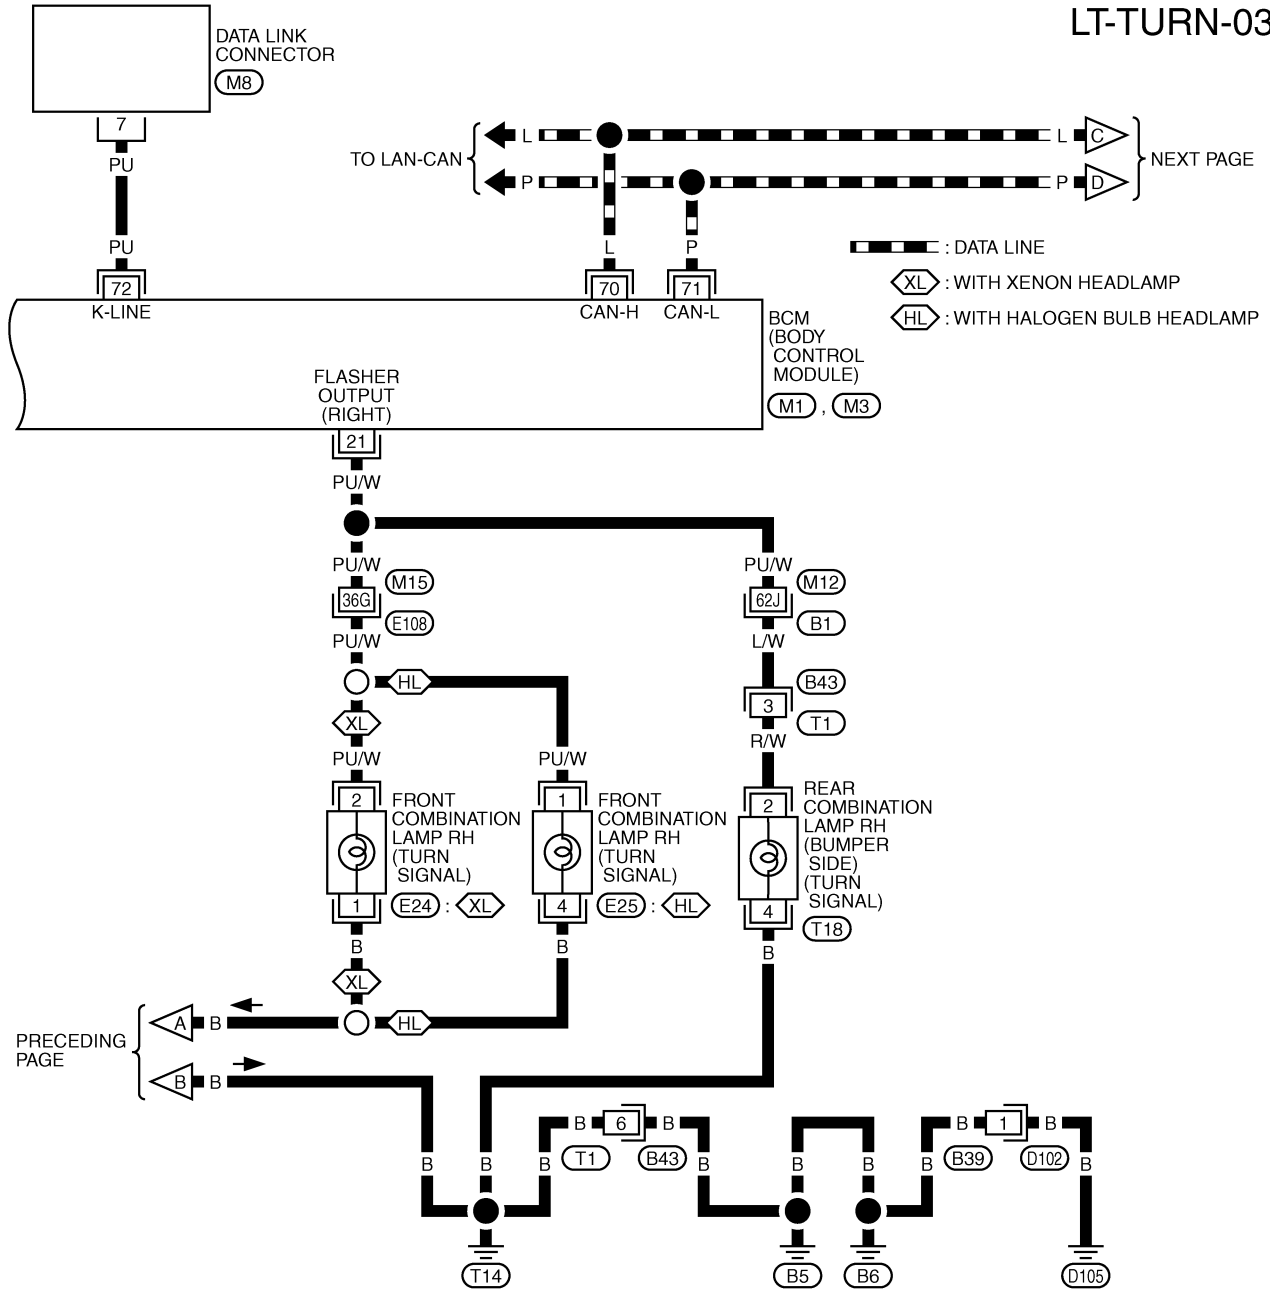 LT-TURN-03
DATA LINK
CONNECTOR
M8
7
PU
PU
72
K-LINE
TO LAN-CAN
L
P
L
P
C
D
NEXT PAGE
L
P
70
71
CAN-H
CAN-L
: DATA LINE
XL : WITH XENON HEADLAMP
HL : WITH HALOGEN BULB HEADLAMP
BCM
(BODY
CONTROL
MODULE)
M1 , M3
FLASHER
OUTPUT
(RIGHT)
21
PU/W
PU/W
M15
36G
E108
PU/W
HL
XL
PU/W
PU/W
PU/W
M12
62J
B1
L/W
B43
3
T1
R/W
2
FRONT
COMBINATION
LAMP RH
(TURN
SIGNAL)
1
E24 : XL
1
FRONT
COMBINATION
LAMP RH
(TURN
SIGNAL)
4
E25 : HL
2
REAR
COMBINATION
LAMP RH
(BUMPER
SIDE)
(TURN
SIGNAL)
4
T18
B
B
B
XL
HL
PRECEDING
PAGE
A B
B B
B
B
B
B
6
B
T1
B43
B
B
B
B
B
1
B
B39
D102
B
T14
B5
B6
D105